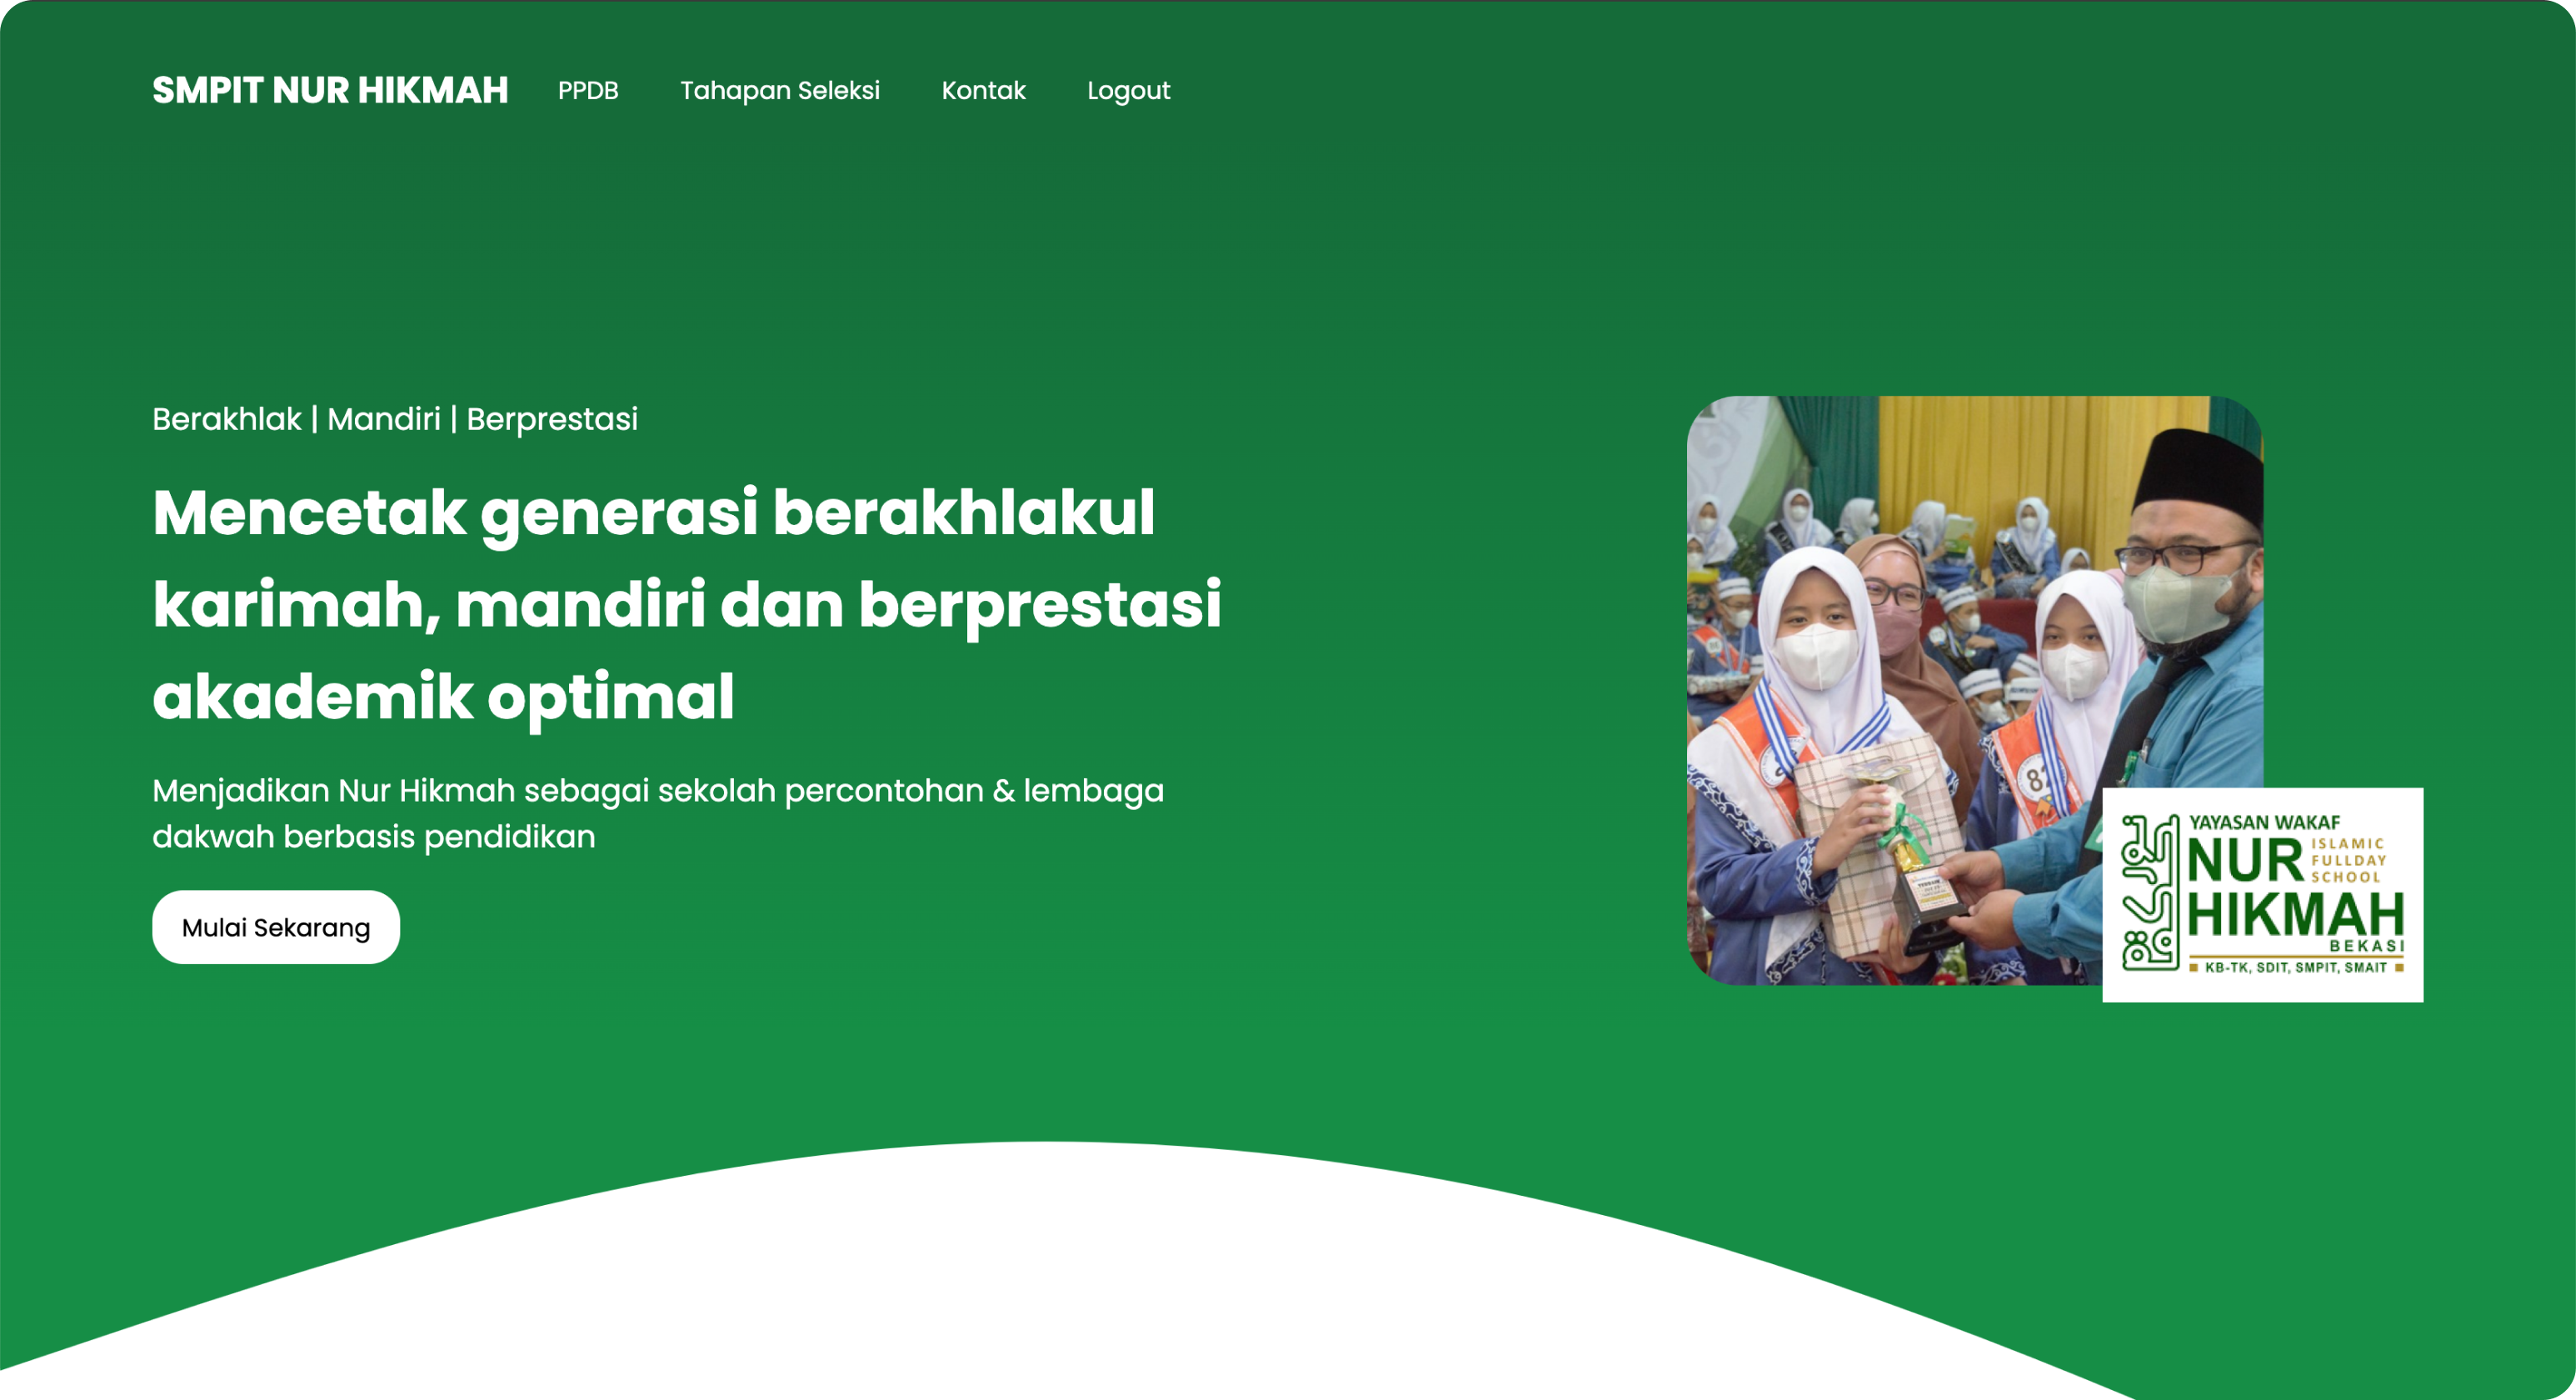 SMPIT NUR HIKMAH PPDB Tahapan Seleksi Kontak Logout
Berakhlak | Mandiri | Berprestasi
Mencetak generasi berakhlakul
karimah, mandiri dan berprestasi
akademik optimal
Menjadikan Nur Hikmah sebagai sekolah percontohan & lembaga
dakwah berbasis pendidikan
Mulai Sekarang
YAYASAN WAKAF
NUR
ISLAMIC
FULLDAY
SCHOOL
HIKMAH
BEKASI
KB-TK, SDIT, SMPIT, SMAIT